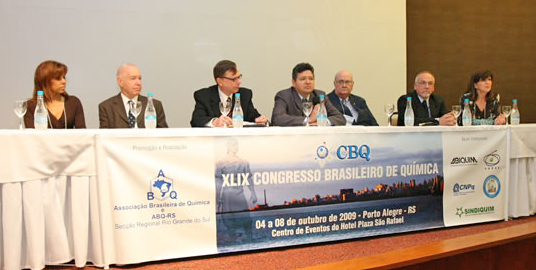 Promoção e Realização
A
B
Q
Associação Brasileira de Química
e
ABQ-RS
Secção Regional Rio Grande do Sul
CBQ
XLIX CONGRESSO BRASILEIRO DE QUÍMICA
04 a 08 de outubro de 2009 - Porto Alegre - RS
Centro de Eventos do Hotel Plaza São Rafael
ABIQUIM
CNPq
SINDIQUIM